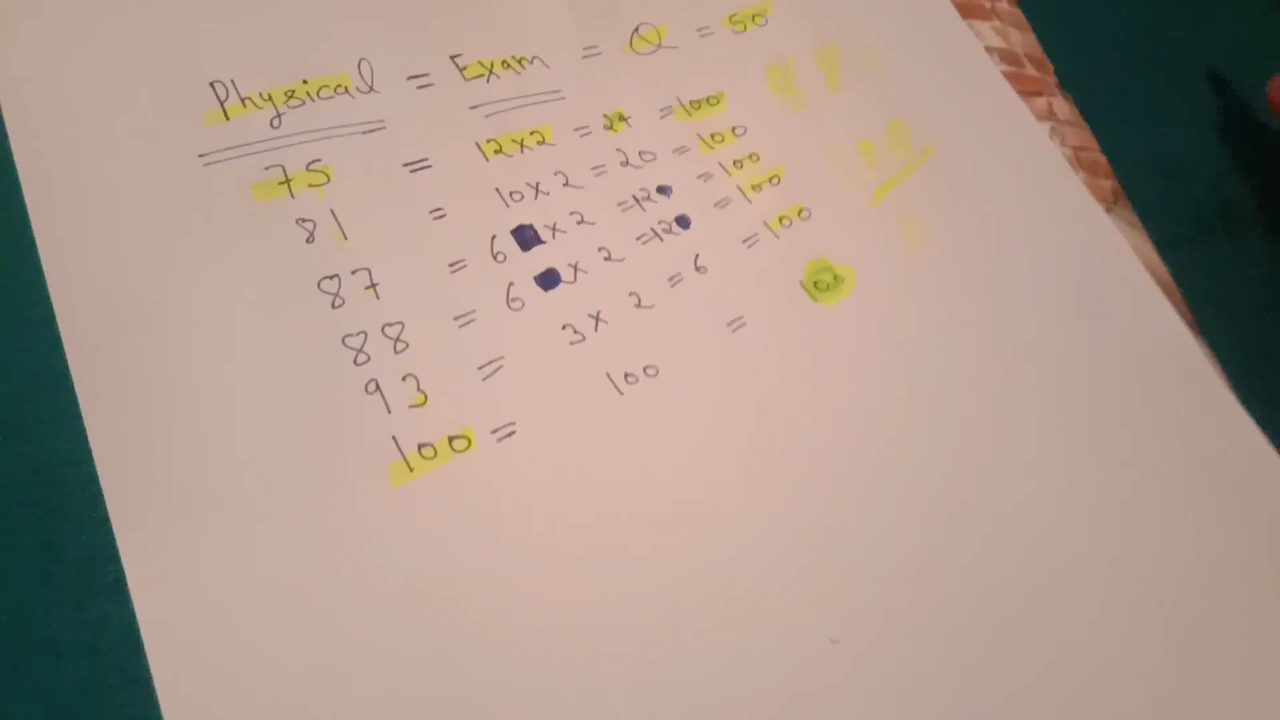 Physical = Exam = Q = 50
75 = 12x2 = 24 = 100
81 = 10x2 = 20 = 100
87 = 6 x 2 = 12 = 100
88 = 6 x 2 = 12 = 100
93 = 3 x 2 = 6 = 100
100 = 100 = 100